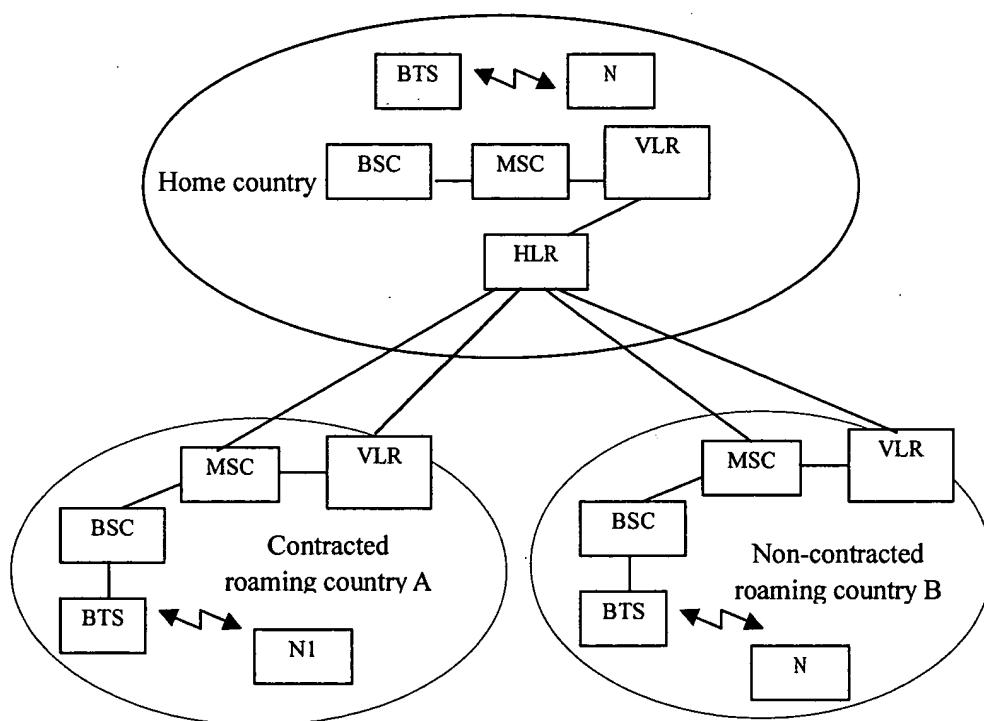 BTS
N
BSC
MSC
VLR
Home country
HLR
MSC
VLR
BSC
Contracted
roaming country A
BTS
N1
MSC
VLR
BSC
Non-contracted
roaming country B
BTS
N